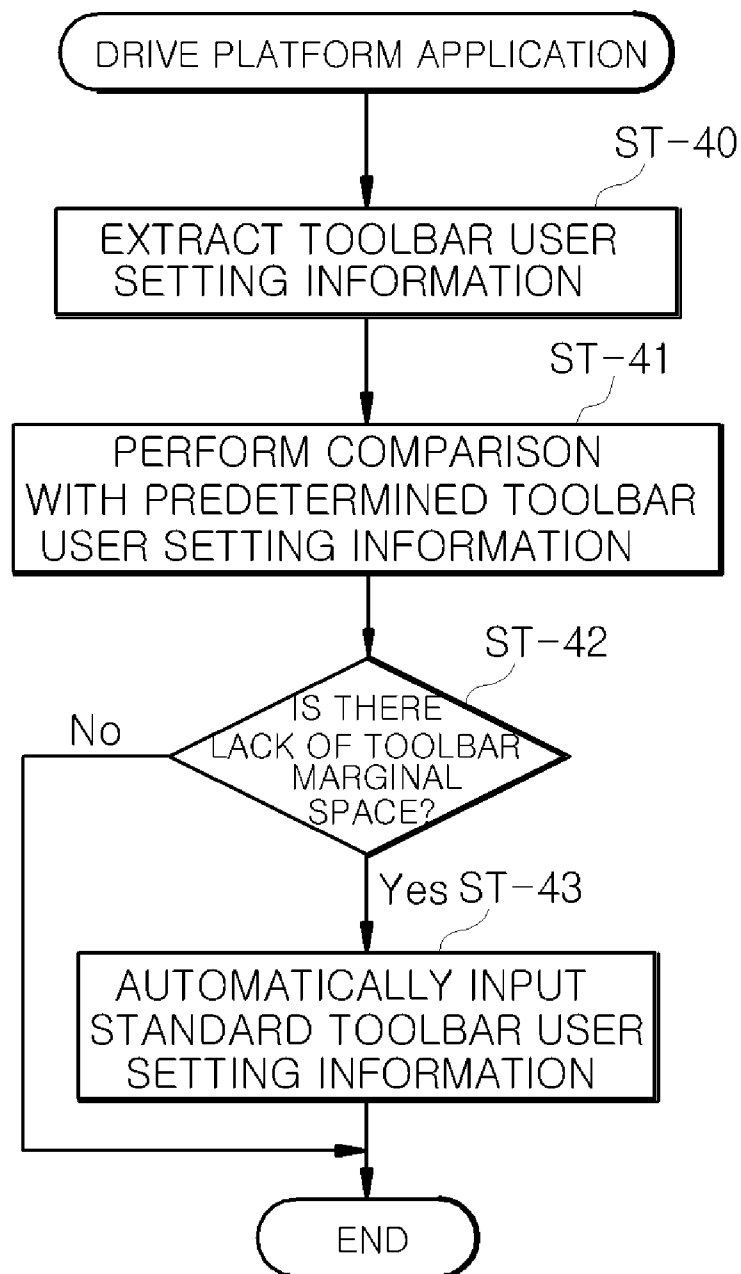 DRIVE PLATFORM APPLICATION
ST-40
EXTRACT TOOLBAR USER
SETTING INFORMATION
ST-41
PERFORM COMPARISON
WITH PREDETERMINED TOOLBAR
USER SETTING INFORMATION
ST-42
IS THERE
LACK OF TOOLBAR
MARGINAL
SPACE?
No
Yes ST-43
AUTOMATICALLY INPUT
STANDARD TOOLBAR USER
SETTING INFORMATION
END